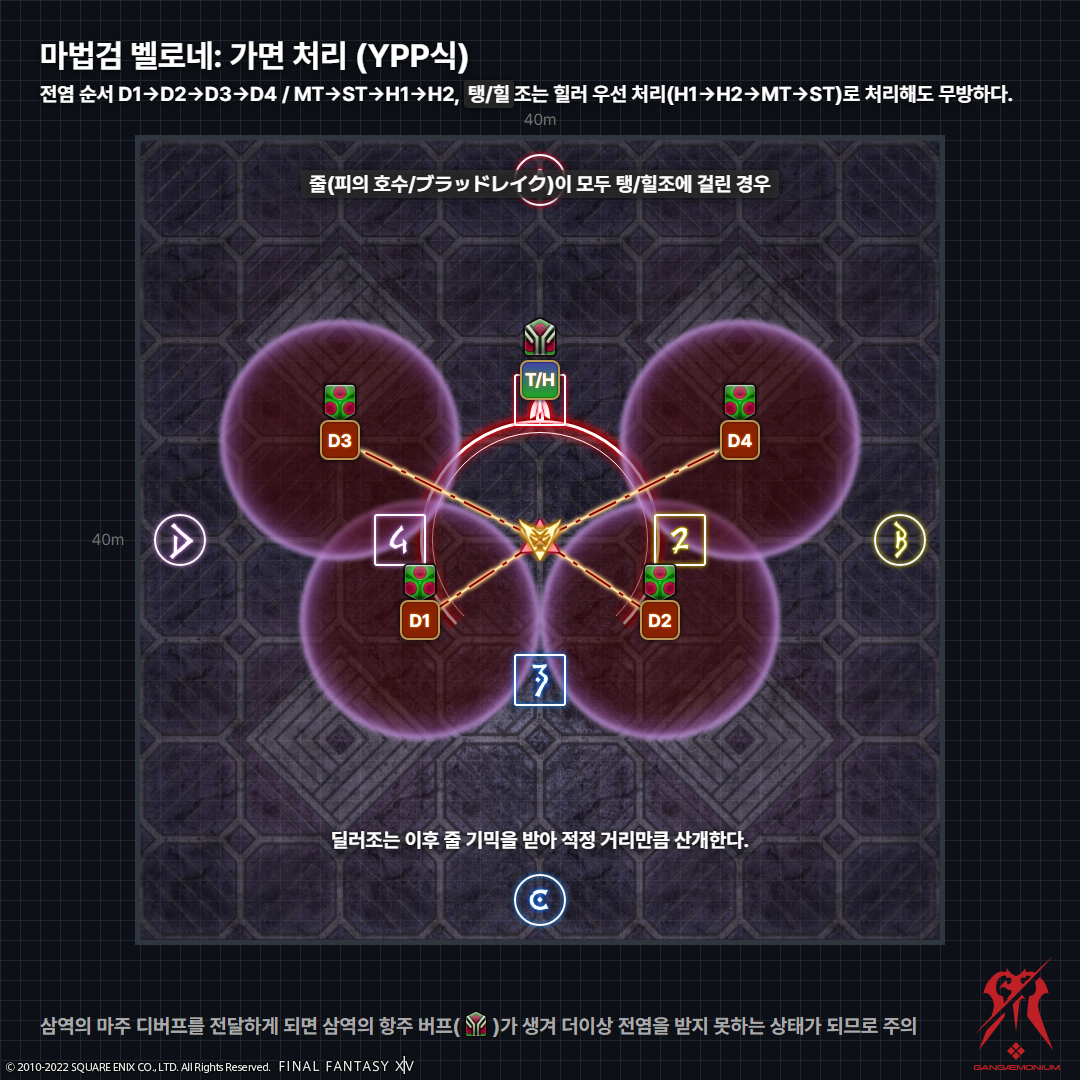 마법검 벨로네: 가면 처리 (YPP식)
전염 순서 D1→D2→D3→D4 / MT→ST→H1→H2, 탱/힐 조는 힐러 우선 처리(H1→H2→MT→ST)로 처리해도 무방하다.
40m
줄(피의 호수/ブラッドレイク)이 모두 탱/힐조에 걸린 경우
T/H
D3
D4
40m
D
4
2
B
D1
D2
3
딜러조는 이후 줄 기믹을 받아 적정 거리만큼 산개한다.
C
삼역의 마주 디버프를 전달하게 되면 삼역의 항주 버프( )가 생겨 더이상 전염을 받지 못하는 상태가 되므로 주의
© 2010-2022 SQUARE ENIX CO., LTD. All Rights Reserved. FINAL FANTASY XIV
GANGÆMONIUM